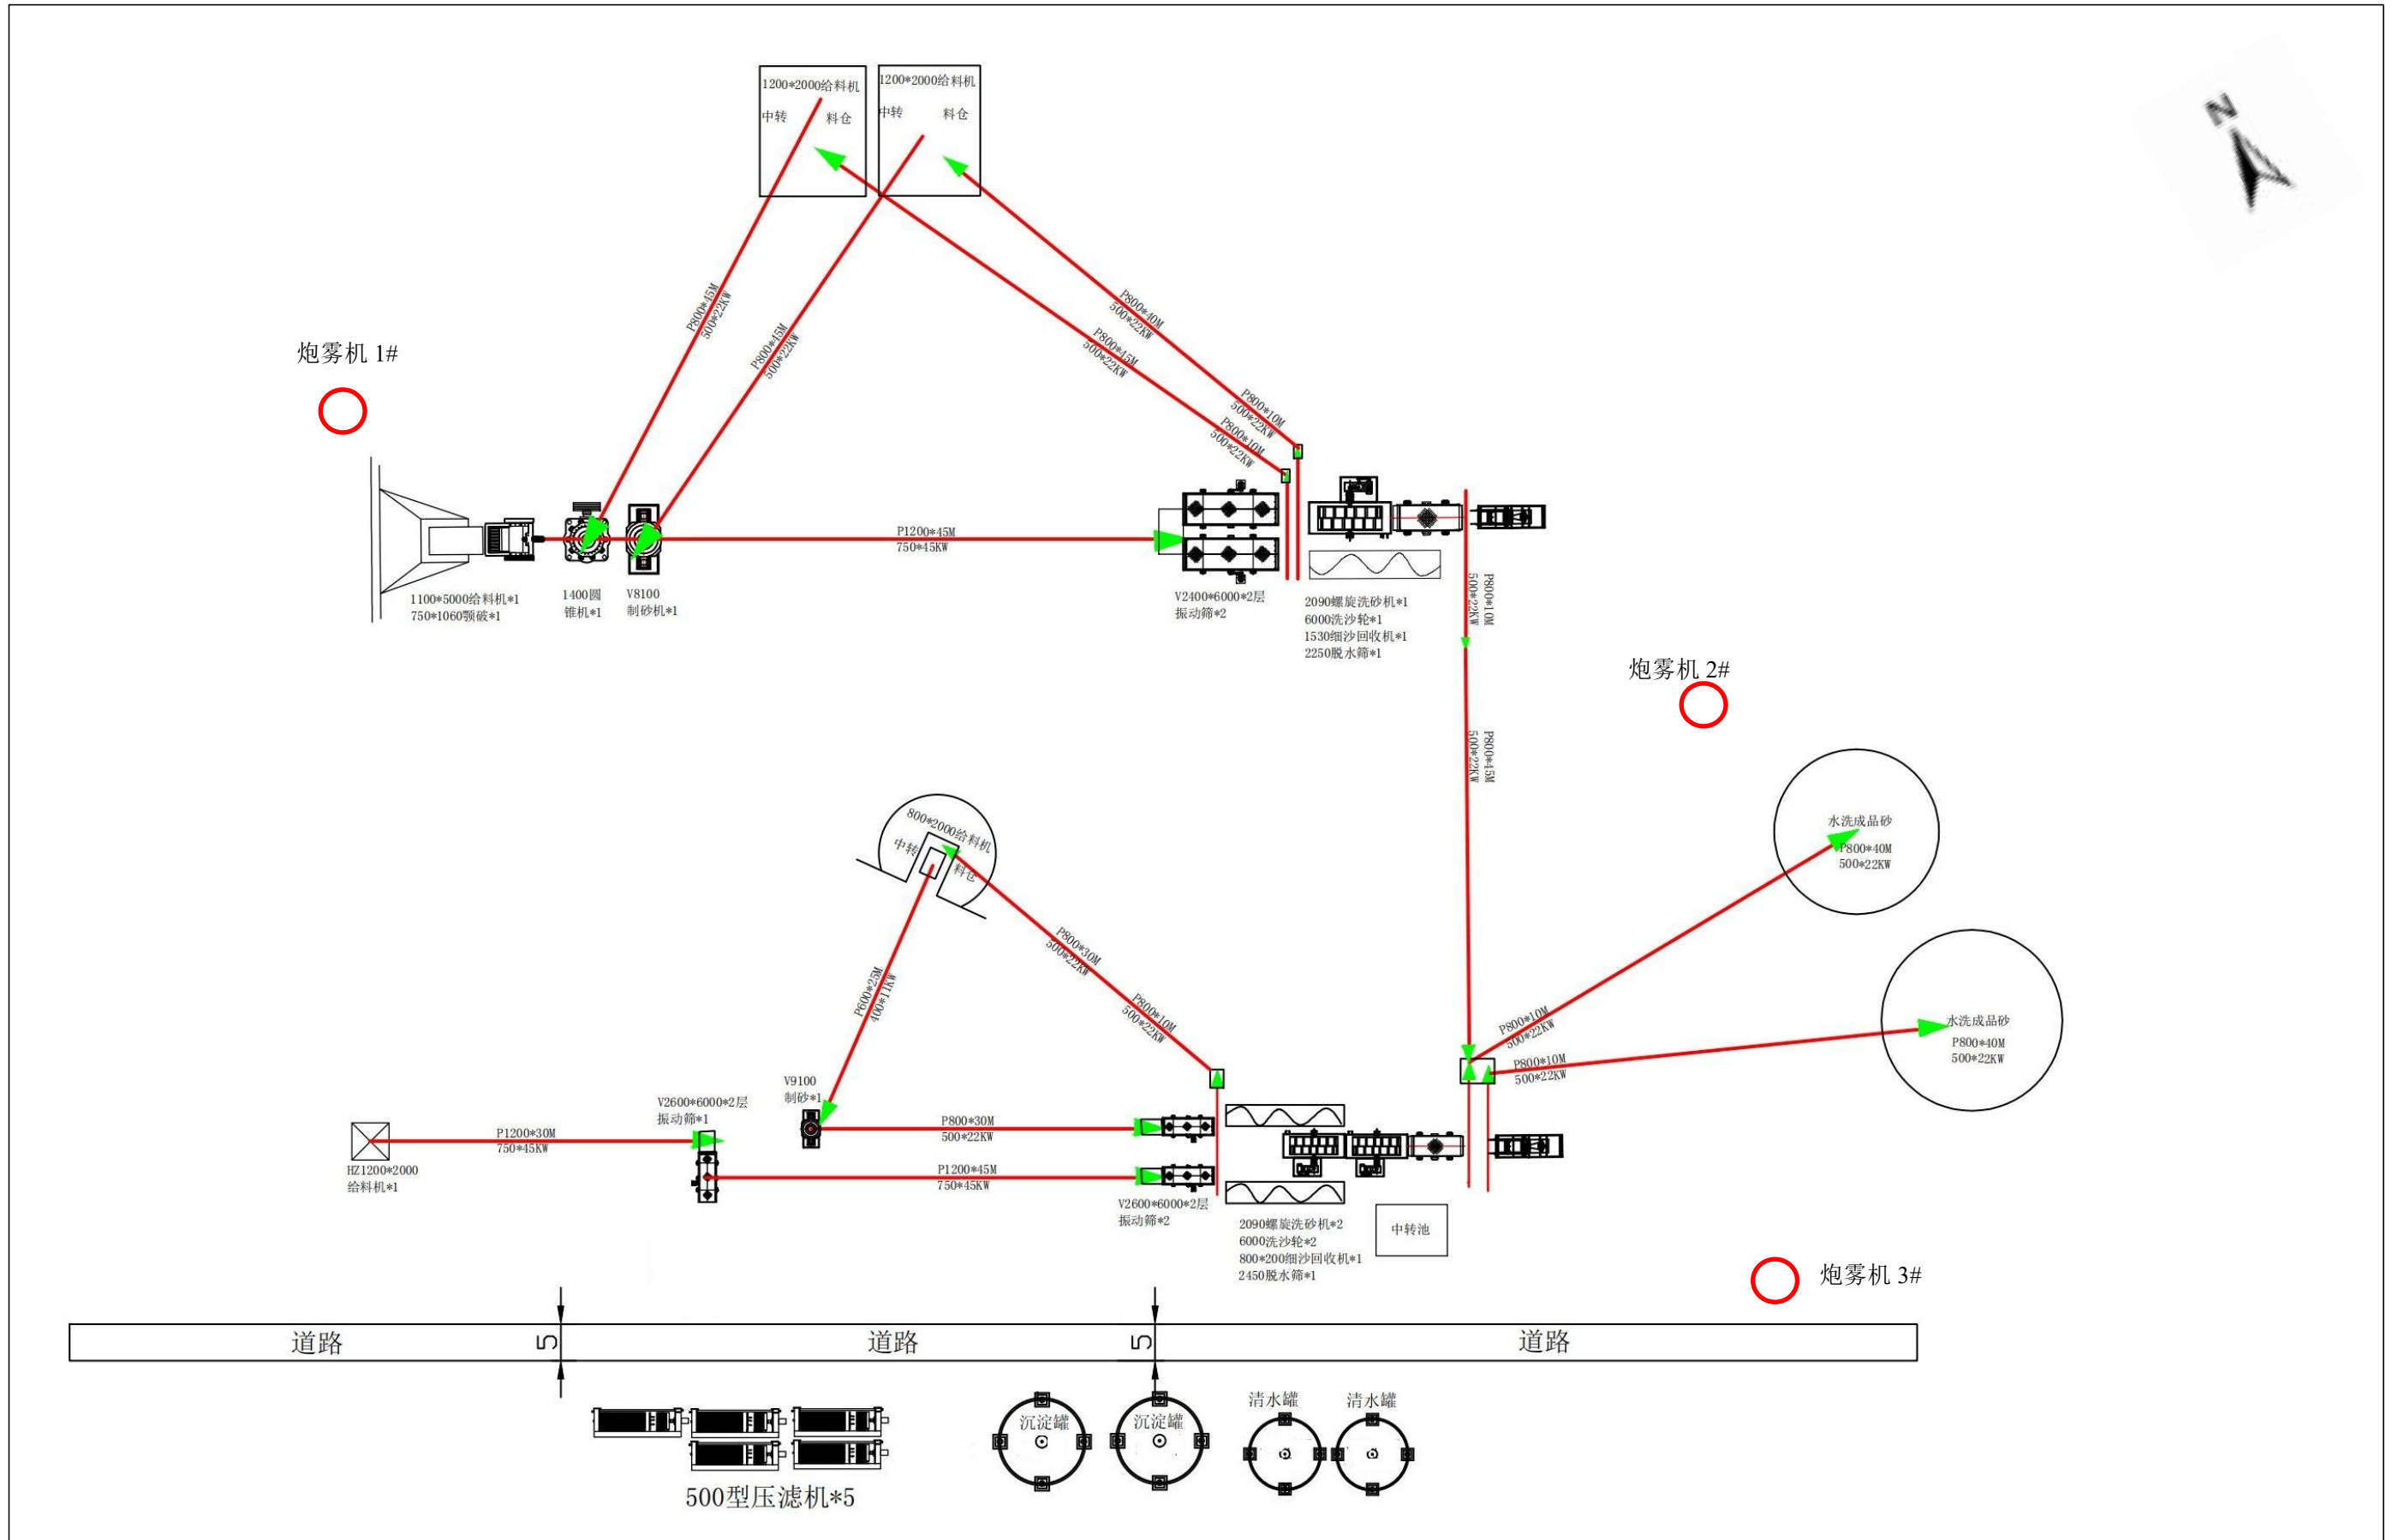 1200*2000给料机
中转 料仓
1200*2000给料机
中转 料仓
N
P800*45M
500*22KW
P800*45M
500*22KW
P800*40M
500*22KW
P800*45M
500*22KW
P800*10M
500*22KW
P800*10M
500*22KW
炮雾机 1#
P1200*45M
750*45KW
1100*5000给料机*1
750*1060颚破*1
1400圆
锥机*1
V8100
制砂机*1
V2400*6000*2层
振动筛*2
2090螺旋洗砂机*1
6000洗沙轮*1
1530细沙回收机*1
2250脱水筛*1
P800*10M
500*22KW
炮雾机 2#
P800*45M
500*22KW
800*2000给料机
中转
料仓
水洗成品砂
P800*40M
500*22KW
P800*30M
500*22KW
P600*25M
400*11KW
P800*10M
500*22KW
P800*10M
500*22KW
水洗成品砂
P800*40M
500*22KW
P800*10M
500*22KW
V9100
制砂*1
V2600*6000*2层
振动筛*1
P1200*30M
750*45KW
P800*30M
500*22KW
HZ1200*2000
给料机*1
P1200*45M
750*45KW
V2600*6000*2层
振动筛*2
2090螺旋洗砂机*2
6000洗沙轮*2
800*200细沙回收机*1
2450脱水筛*1
中转池
炮雾机 3#
道路 5 道路 5 道路
沉淀罐 沉淀罐 清水罐 清水罐
500型压滤机*5